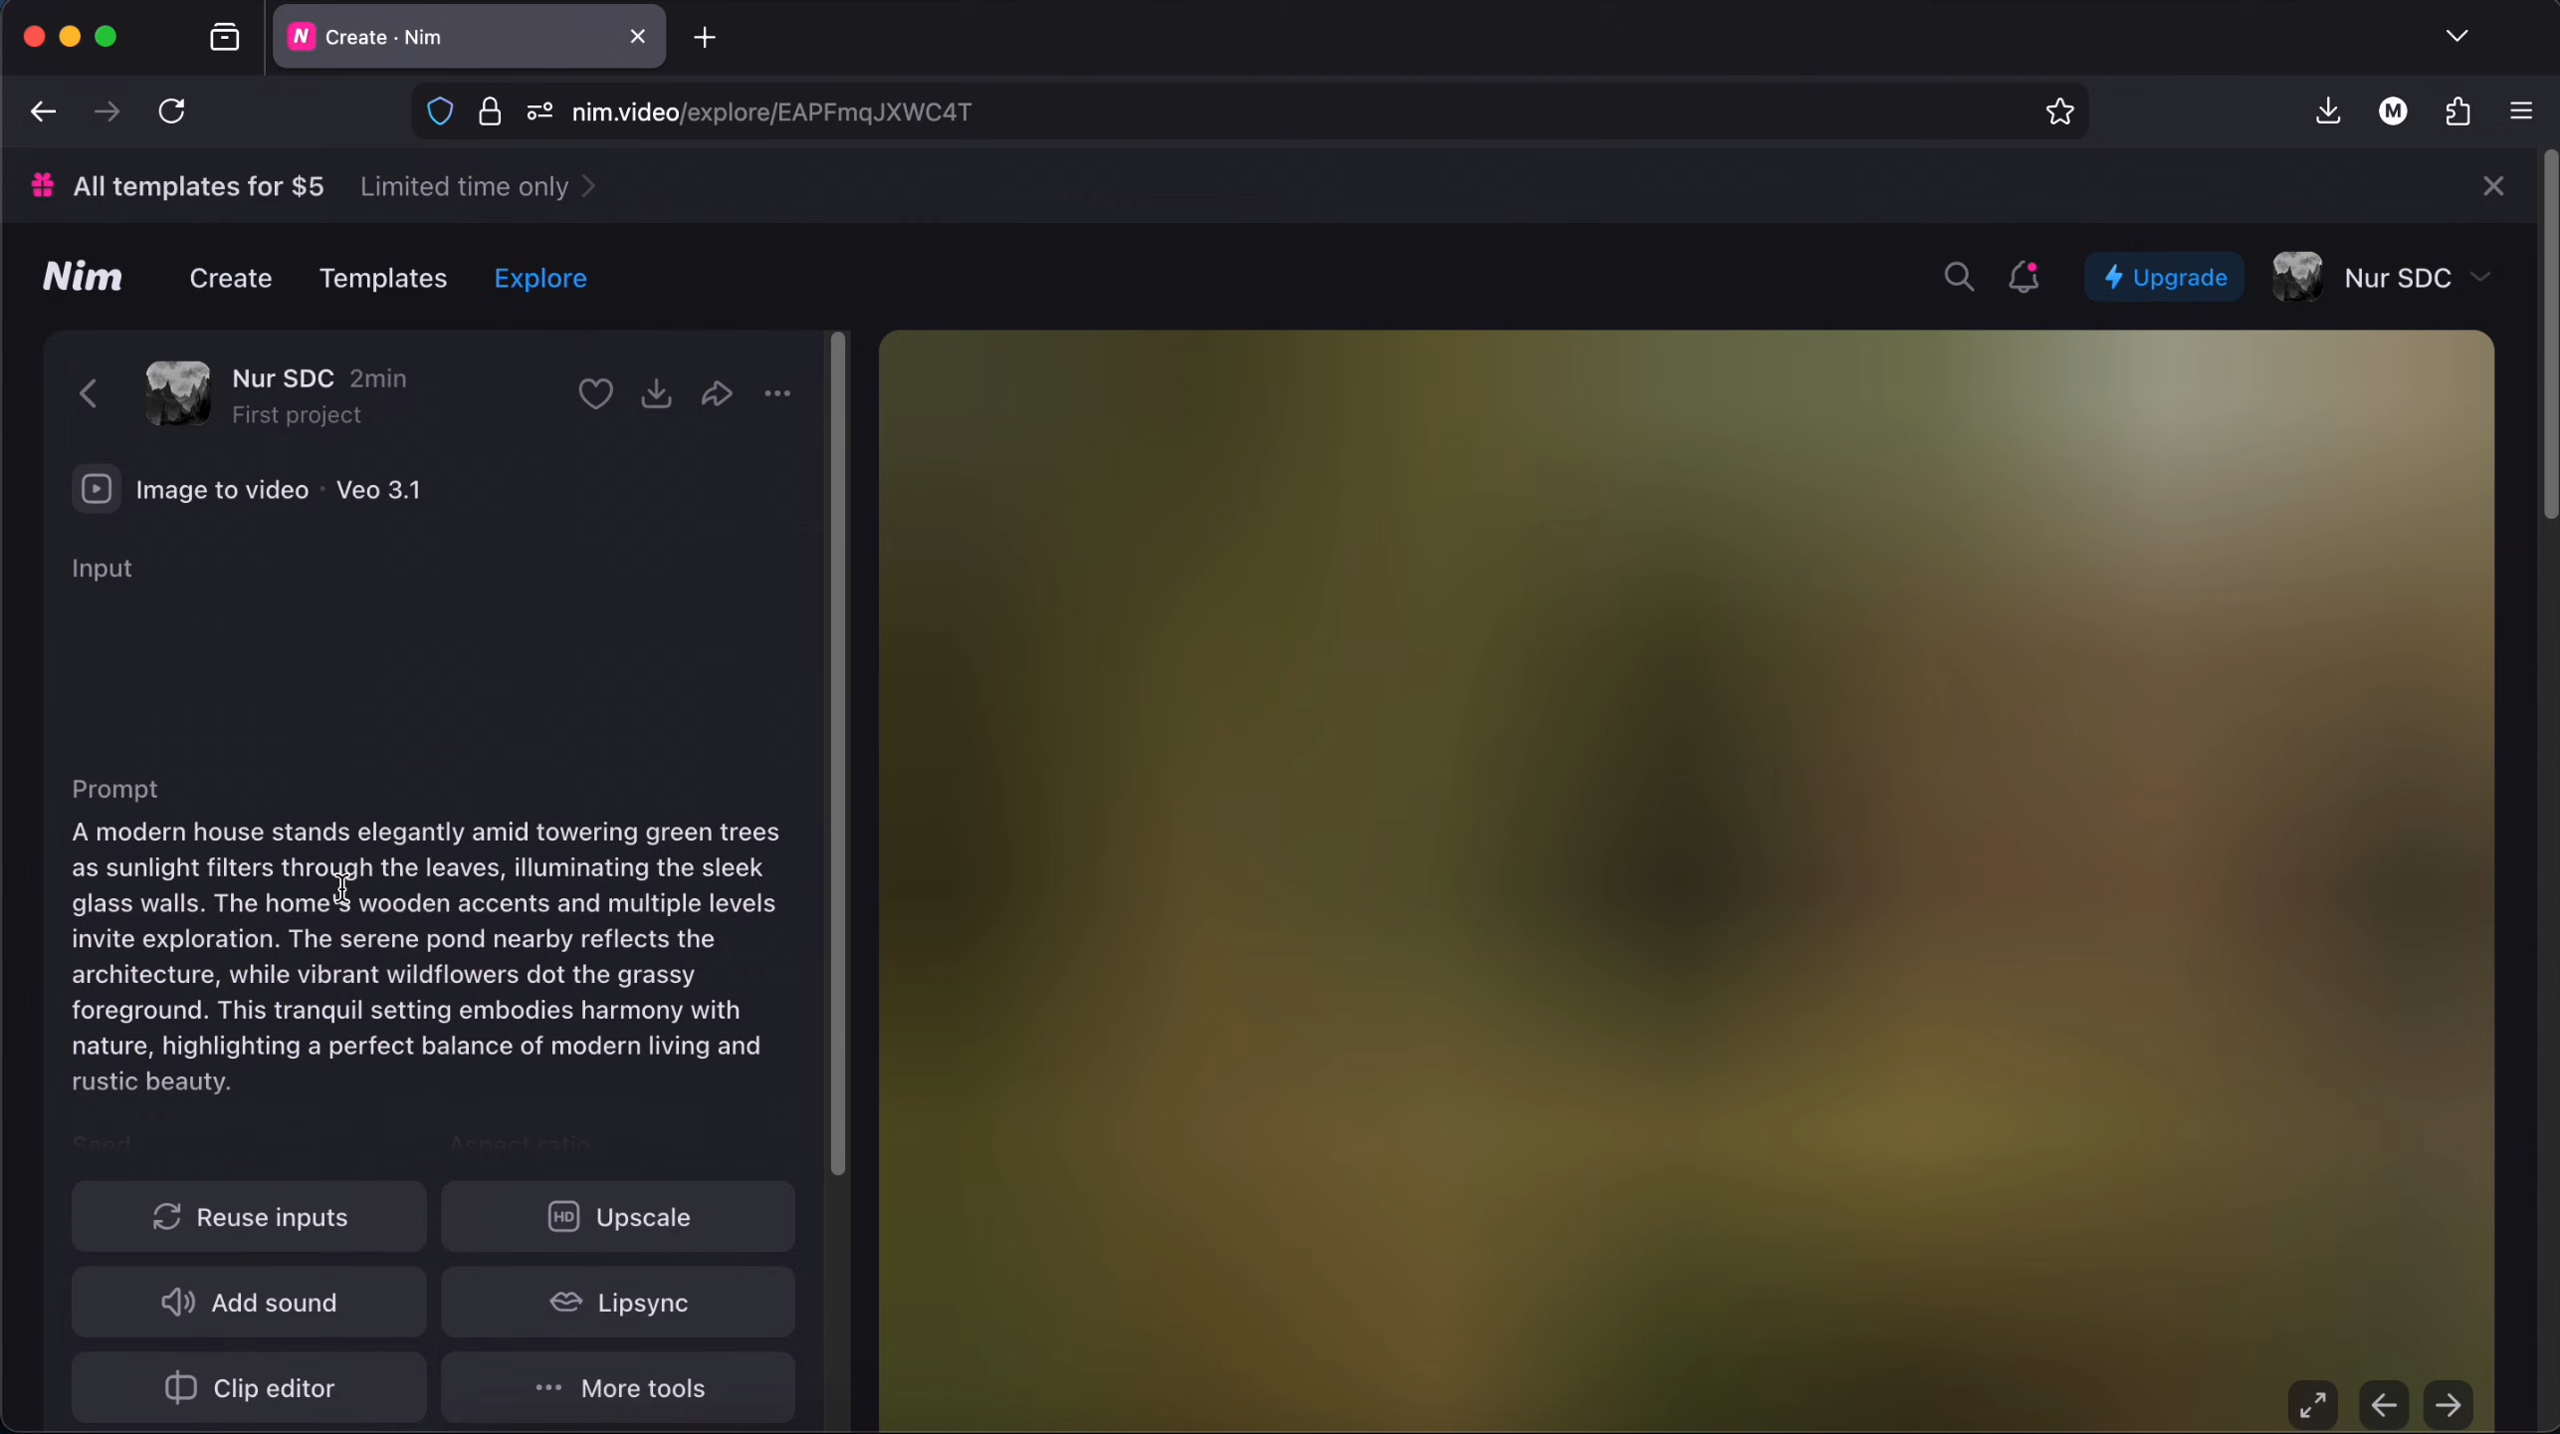 N Create · Nim
nim.video/explore/EAPFmqJXWC4T
M
All templates for $5 Limited time only
Nim Create Templates Explore
Upgrade Nur SDC
Nur SDC 2min
First project
Image to video · Veo 3.1
Input
Prompt
A modern house stands elegantly amid towering green trees
as sunlight filters through the leaves, illuminating the sleek
glass walls. The home's wooden accents and multiple levels
invite exploration. The serene pond nearby reflects the
architecture, while vibrant wildflowers dot the grassy
foreground. This tranquil setting embodies harmony with
nature, highlighting a perfect balance of modern living and
rustic beauty.
Seed Aspect ratio
Reuse inputs HD Upscale
Add sound Lipsync
Clip editor More tools